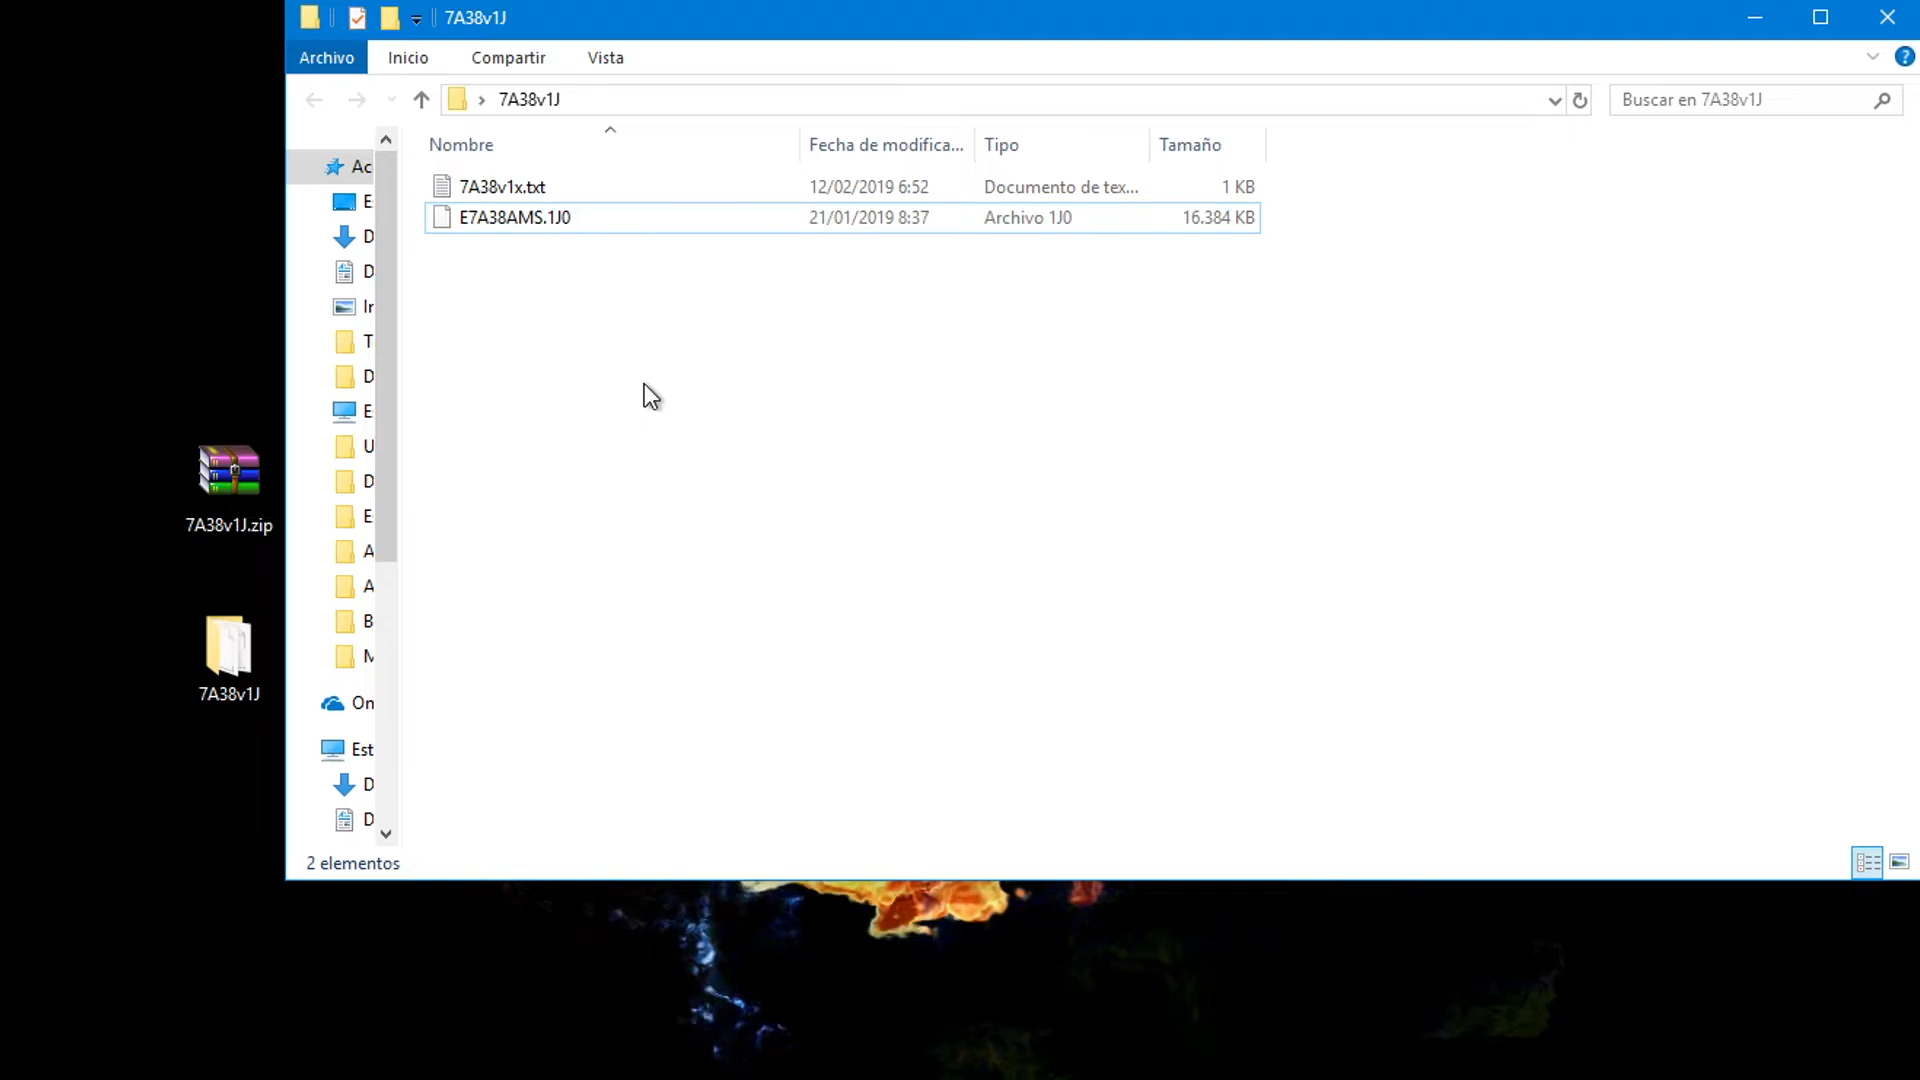 7A38v1J
Archivo Inicio Compartir Vista
7A38v1J Buscar en 7A38v1J
Nombre Fecha de modifica... Tipo Tamaño
7A38v1x.txt 12/02/2019 6:52 Documento de tex... 1 KB
E7A38AMS.1J0 21/01/2019 8:37 Archivo 1J0 16.384 KB
Ac
E
D
D
Ir
T
D
E
U
D
E
A
A
B
M
On
Est
D
D
2 elementos
7A38v1J.zip
7A38v1J